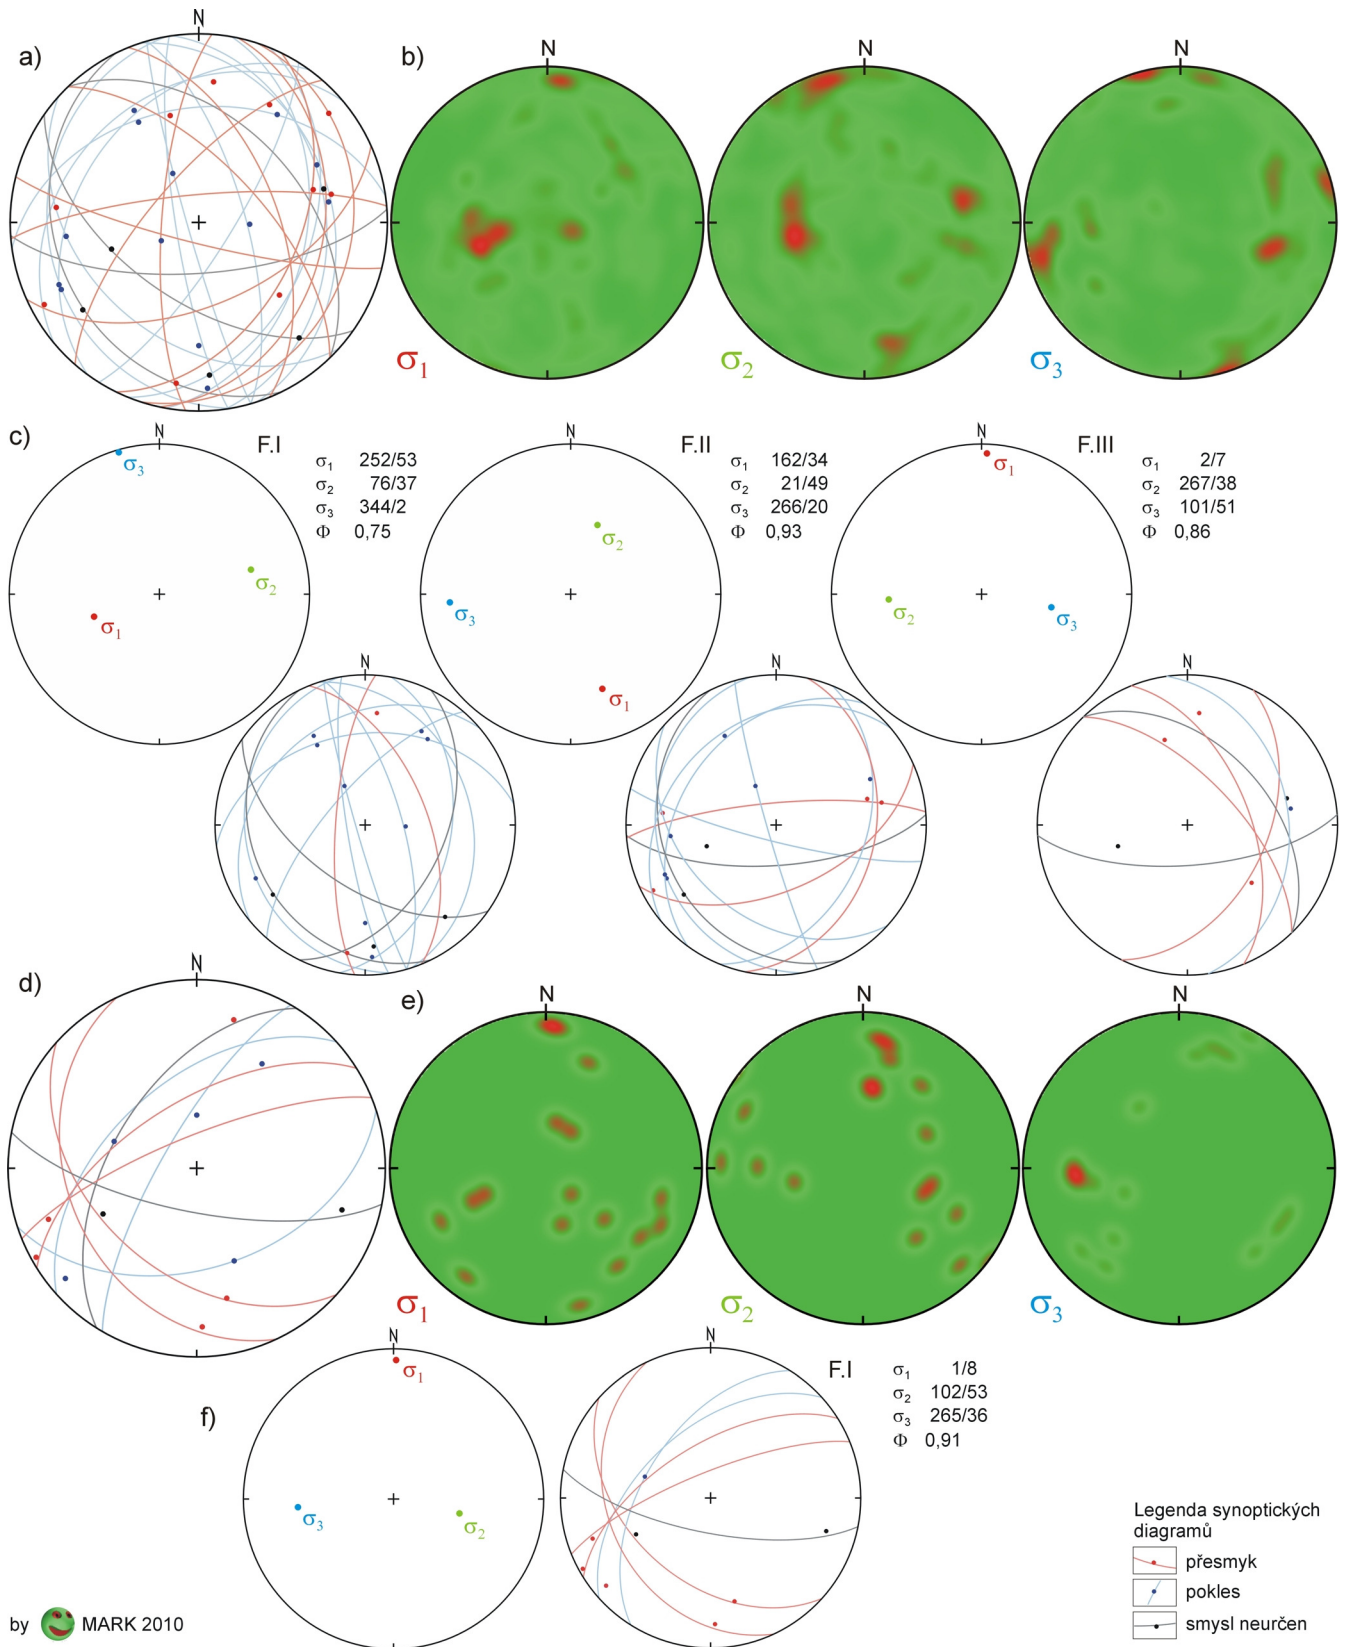 a)
N
b)
N
N
N
σ1
σ2
σ3
c)
N
σ3
σ2
σ1
F.I
σ1 252/53
σ2 76/37
σ3 344/2
Φ 0,75
N
σ2
σ3
σ1
F.II
σ1 162/34
σ2 21/49
σ3 266/20
Φ 0,93
N
σ1
σ2
σ3
F.III
σ1 2/7
σ2 267/38
σ3 101/51
Φ 0,86
N
N
N
d)
N
e)
N
N
N
σ1
σ2
σ3
f)
N
σ1
σ3
σ2
N
F.I
σ1 1/8
σ2 102/53
σ3 265/36
Φ 0,91
Legenda synoptických
diagramů
přesmyk
pokles
smysl neurčen
by MARK 2010